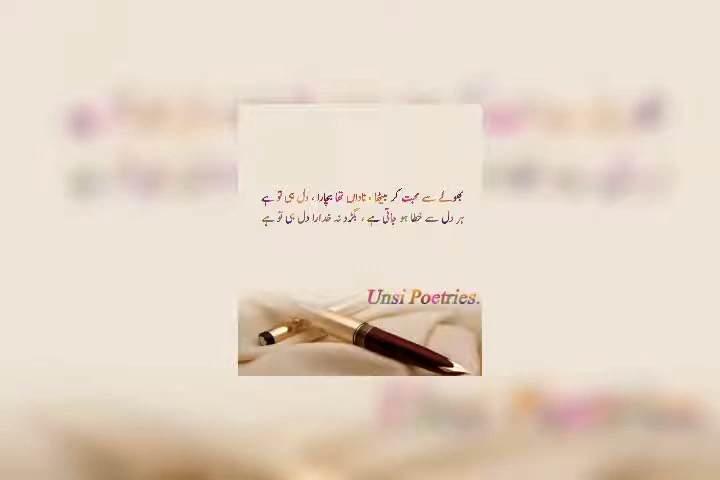 بھولے سے محبت کر بیٹھا ، ناداں تھا بچارا ، دل ہی تو ہے
ہر دل سے خطا ہو جاتی ہے ، بگڑو نہ خدارا دل ہی تو ہے
Unsi Poetries.